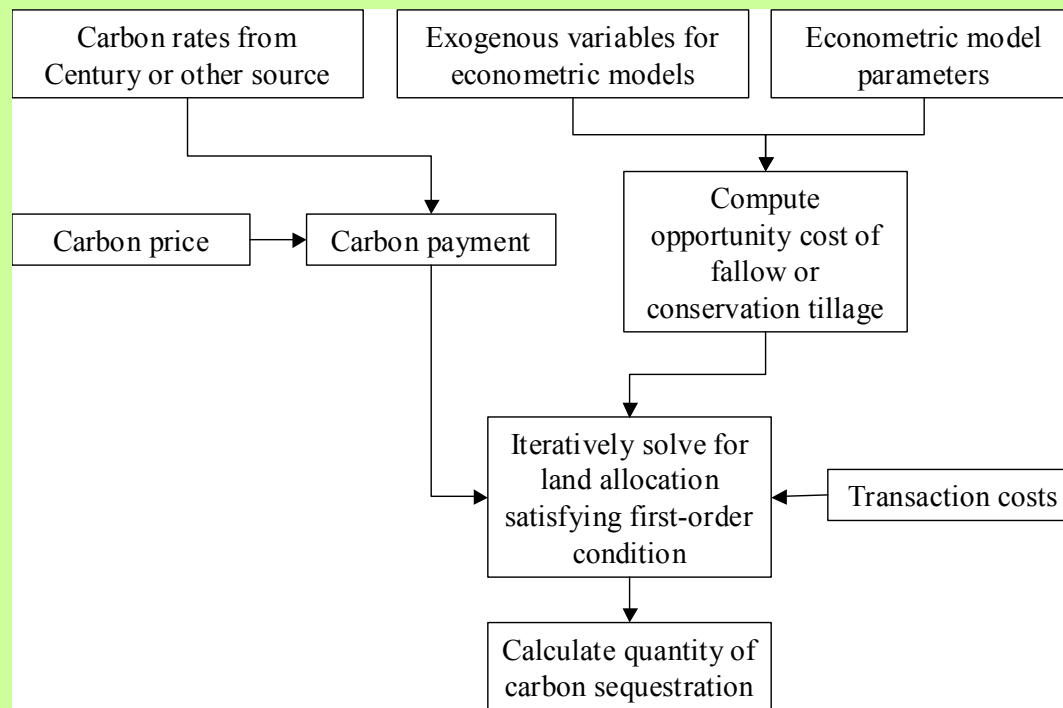 Carbon rates from
Century or other source
Exogenous variables for
econometric models
Econometric model
parameters
Compute
opportunity cost of
fallow or
conservation tillage
Carbon price
Carbon payment
Iteratively solve for
land allocation
satisfying first-order
condition
Transaction costs
Calculate quantity of
carbon sequestration